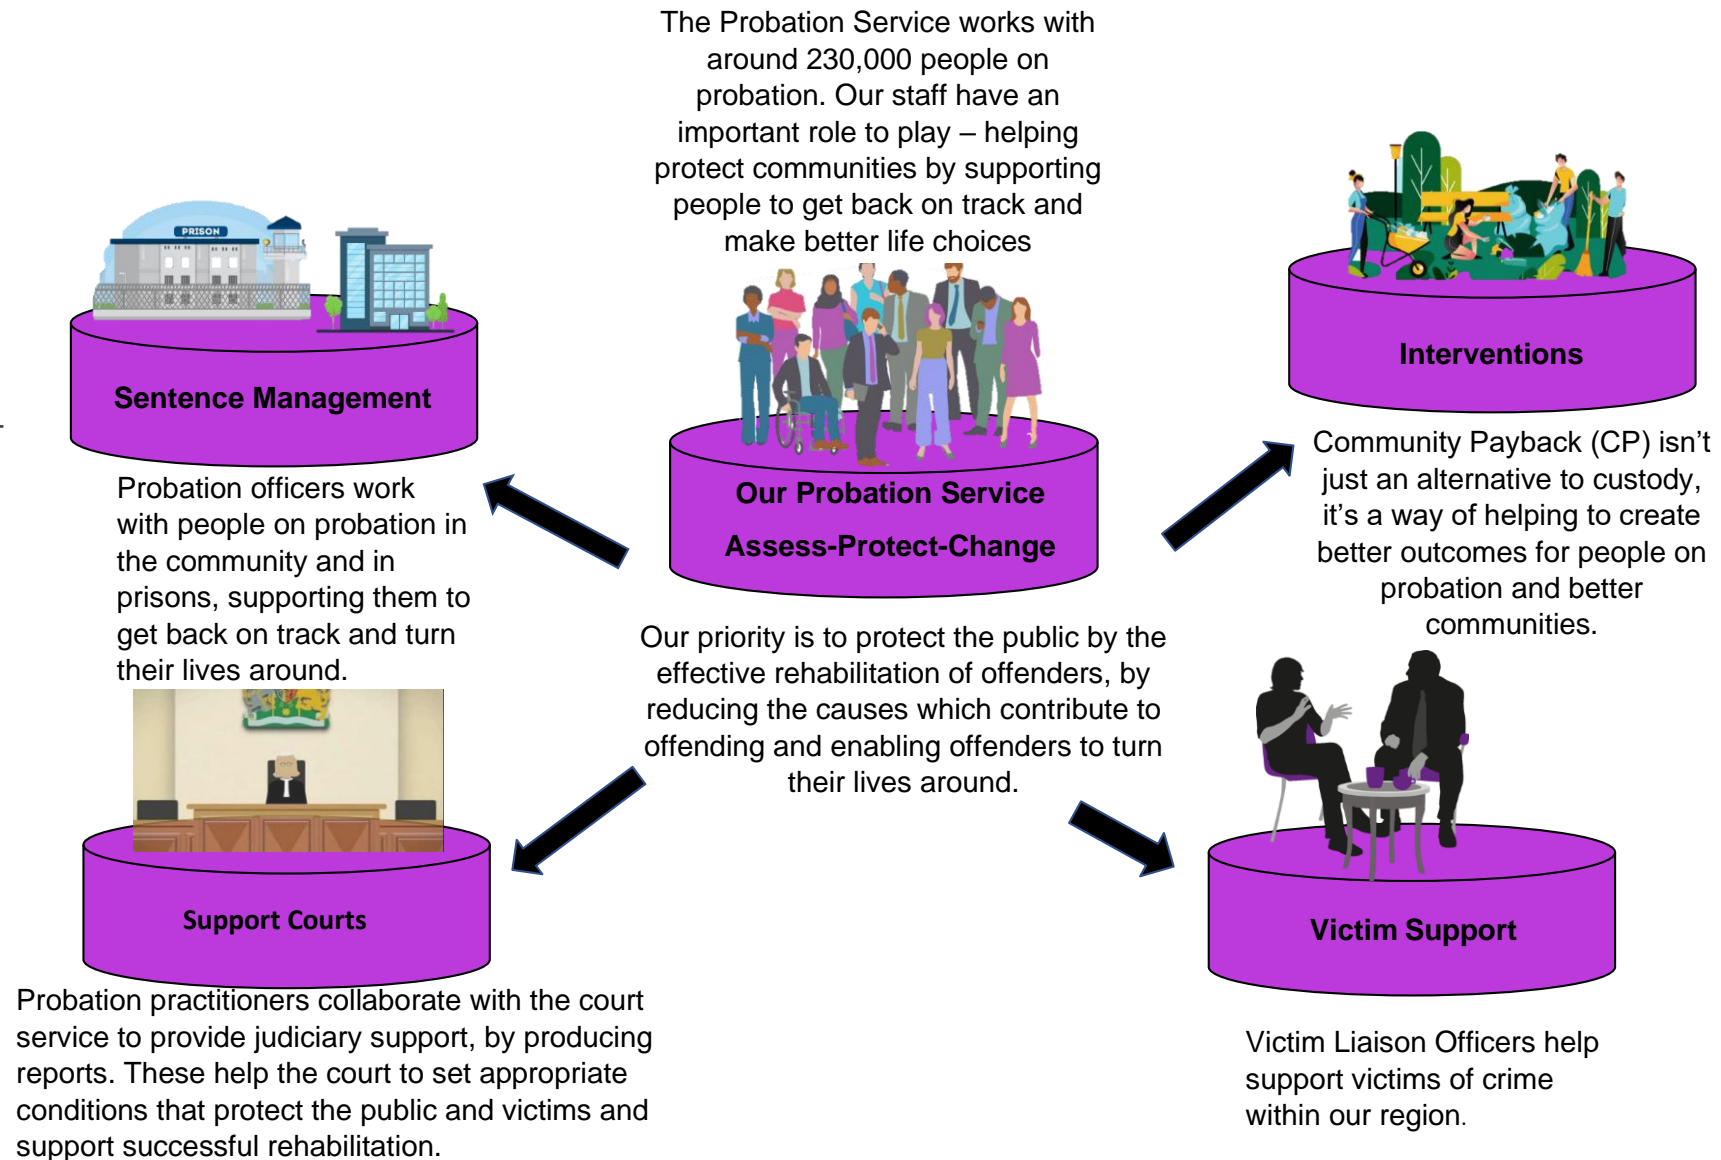 The Probation Service works with
around 230,000 people on
probation. Our staff have an
important role to play – helping
protect communities by supporting
people to get back on track and
make better life choices
PRISON
Sentence Management
Probation officers work
with people on probation in
the community and in
prisons, supporting them to
get back on track and turn
their lives around.
Our Probation Service
Assess-Protect-Change
Our priority is to protect the public by the
effective rehabilitation of offenders, by
reducing the causes which contribute to
offending and enabling offenders to turn
their lives around.
Interventions
Community Payback (CP) isn’t
just an alternative to custody,
it’s a way of helping to create
better outcomes for people on
probation and better
communities.
Support Courts
Probation practitioners collaborate with the court
service to provide judiciary support, by producing
reports. These help the court to set appropriate
conditions that protect the public and victims and
support successful rehabilitation.
Victim Support
Victim Liaison Officers help
support victims of crime
within our region.